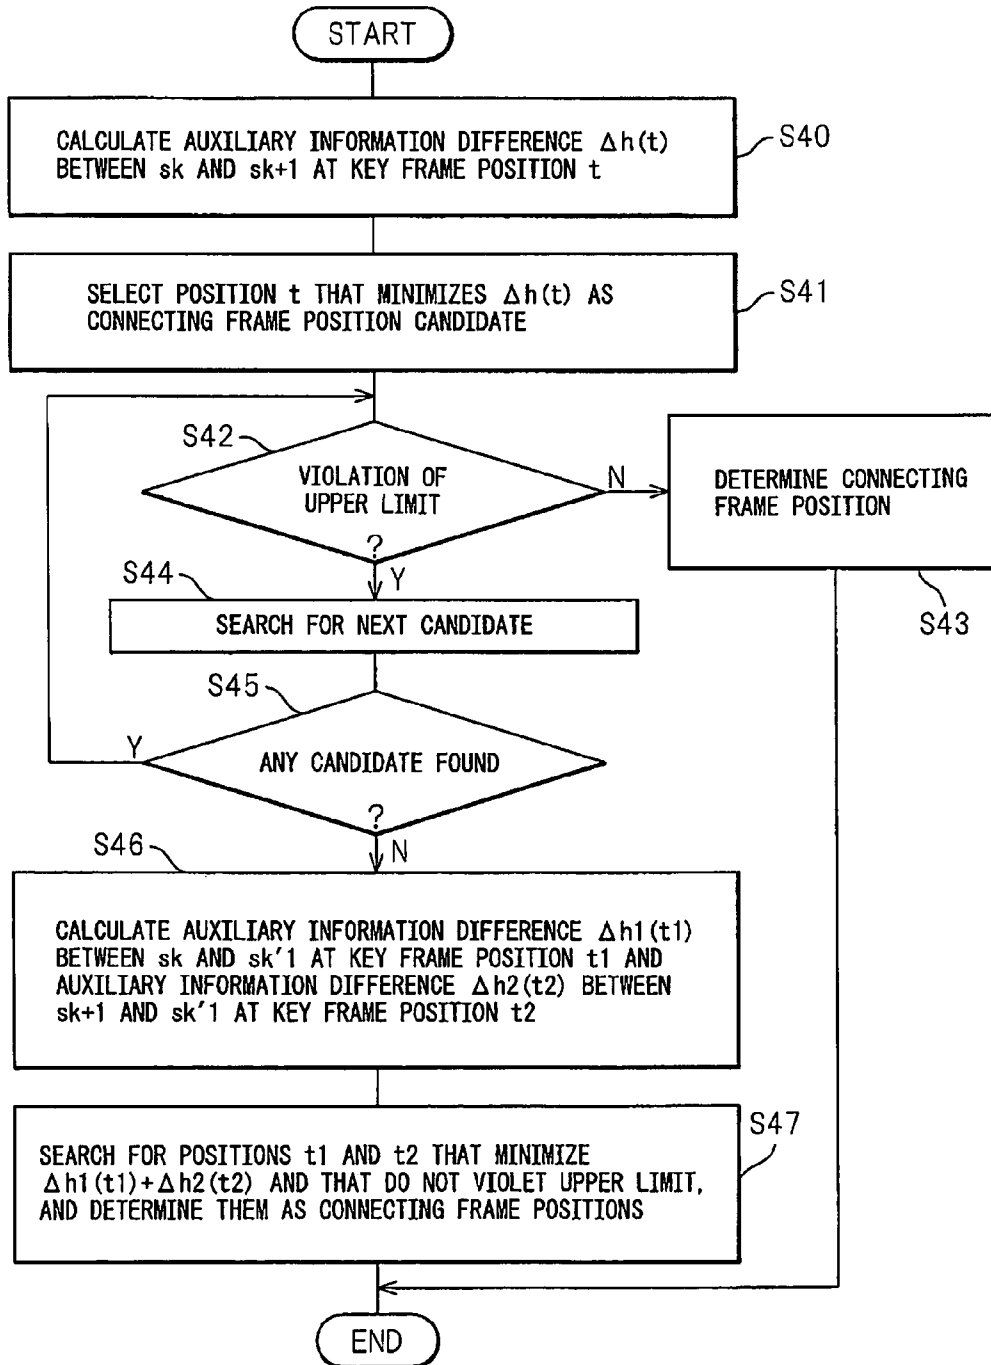 START
CALCULATE AUXILIARY INFORMATION DIFFERENCE Δh(t)
BETWEEN sk AND sk+1 AT KEY FRAME POSITION t
S40
SELECT POSITION t THAT MINIMIZES Δh(t) AS
CONNECTING FRAME POSITION CANDIDATE
S41
S42
VIOLATION OF
UPPER LIMIT
?
N
Y
DETERMINE CONNECTING
FRAME POSITION
S43
S44
SEARCH FOR NEXT CANDIDATE
S45
ANY CANDIDATE FOUND
?
Y
N
S46
CALCULATE AUXILIARY INFORMATION DIFFERENCE Δh1(t1)
BETWEEN sk AND sk'1 AT KEY FRAME POSITION t1 AND
AUXILIARY INFORMATION DIFFERENCE Δh2(t2) BETWEEN
sk+1 AND sk'1 AT KEY FRAME POSITION t2
S47
SEARCH FOR POSITIONS t1 AND t2 THAT MINIMIZE
Δh1(t1)+Δh2(t2) AND THAT DO NOT VIOLET UPPER LIMIT,
AND DETERMINE THEM AS CONNECTING FRAME POSITIONS
END